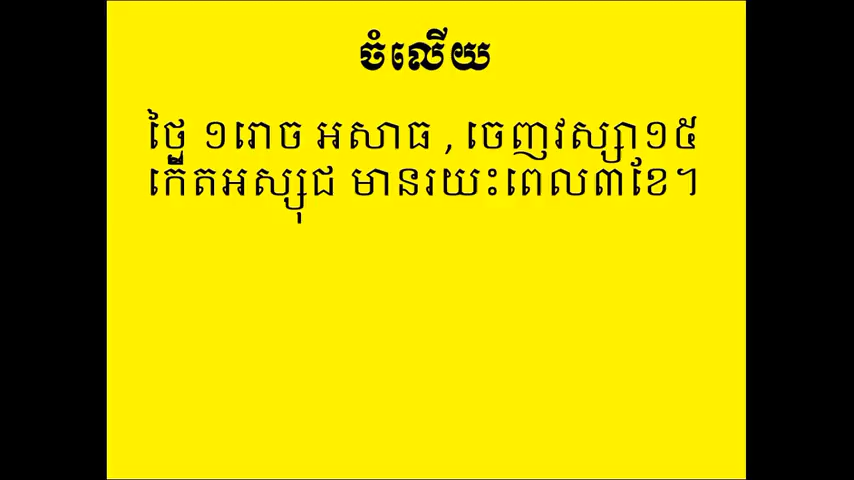 ចំលើយ
ថ្ងៃ ១រោច អសាធ , ចេញវស្សា១៥
កើតអស្សុជ មានរយះពេល៣ខែ។